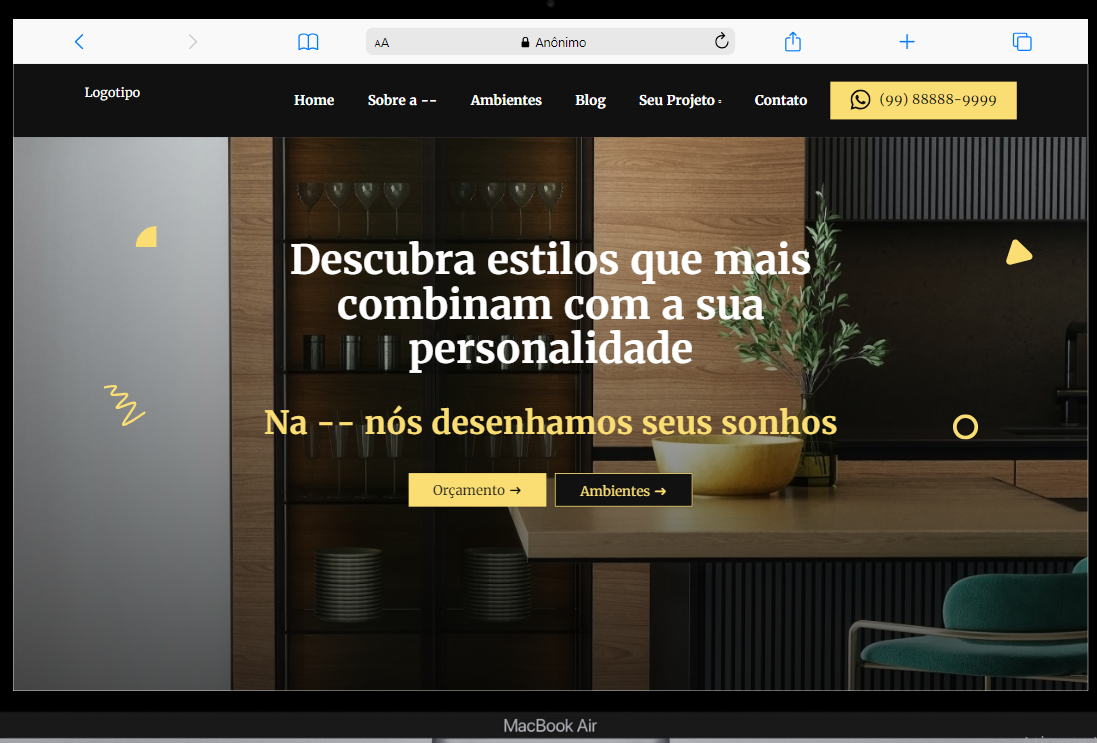 AA
Anônimo
Logotipo
Home
Sobre a --
Ambientes
Blog
Seu Projeto
Contato
(99) 88888-9999
Descubra estilos que mais
combinam com a sua
personalidade
Na -- nós desenhamos seus sonhos
Orçamento →
Ambientes →
MacBook Air